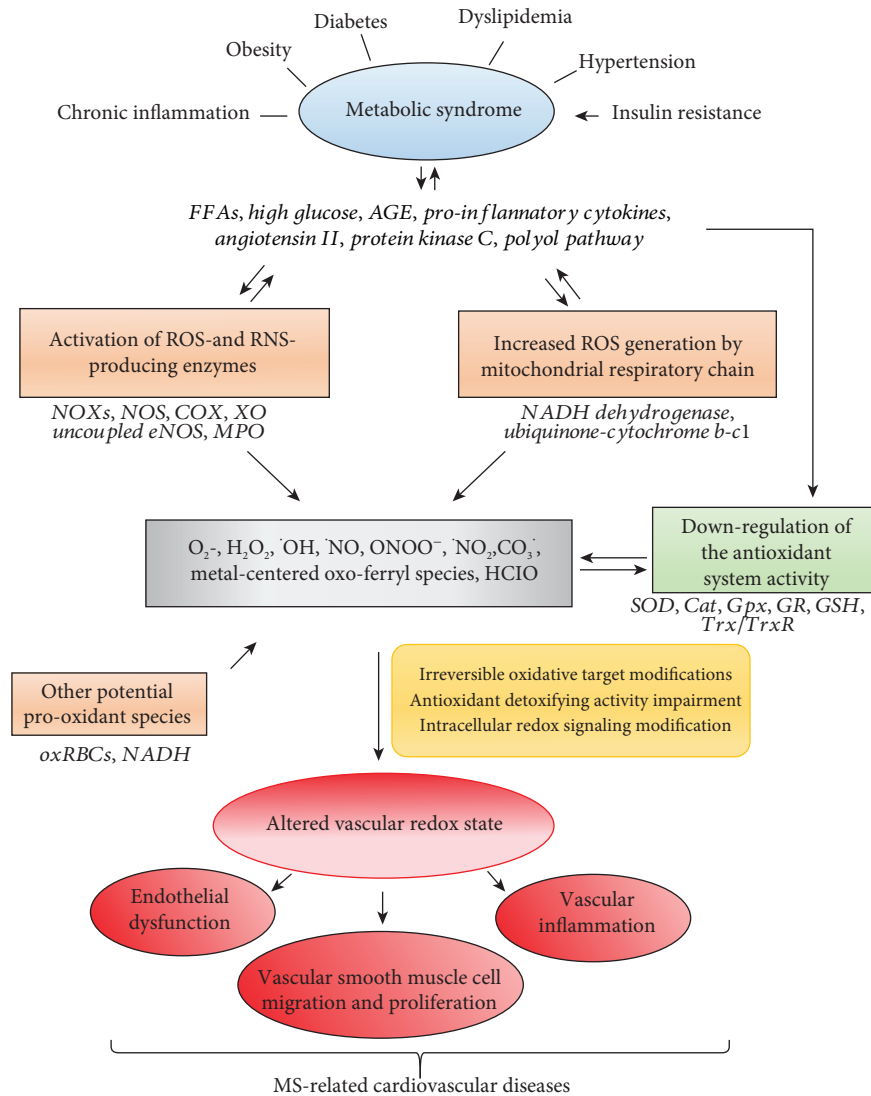 Dyslipidemia
Diabetes
Obesity
Hypertension
Chronic inflammation
Metabolic syndrome
Insulin resistance
FFAs, high glucose, AGE, pro-inflannatory cytokines,
angiotensin II, protein kinase C, polyol pathway
Activation of ROS-and RNS-
producing enzymes
NOXs, NOS, COX, XO
uncoupled eNOS, MPO
Increased ROS generation by
mitochondrial respiratory chain
NADH dehydrogenase,
ubiquinone-cytochrome b-c1
O₂-, H₂O₂, ˙OH, ˙NO, ONOO⁻, ˙NO₂,CO₃˙,
metal-centered oxo-ferryl species, HClO
Down-regulation of
the antioxidant
system activity
SOD, Cat, Gpx, GR, GSH,
Trx/TrxR
Other potential
pro-oxidant species
oxRBCs, NADH
Irreversible oxidative target modifications
Antioxidant detoxifying activity impairment
Intracellular redox signaling modification
Altered vascular redox state
Endothelial
dysfunction
Vascular
inflammation
Vascular smooth muscle cell
migration and proliferation
MS-related cardiovascular diseases